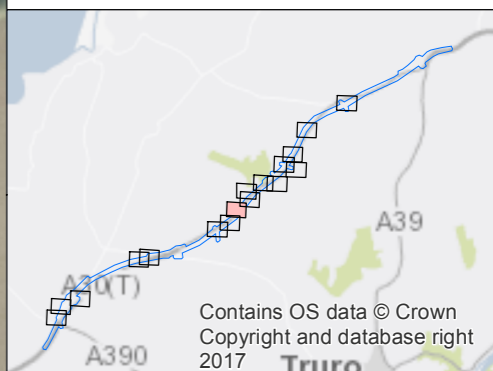 A39
A30(T)
Contains OS data © Crown
Copyright and database right
2017
A390
Truro